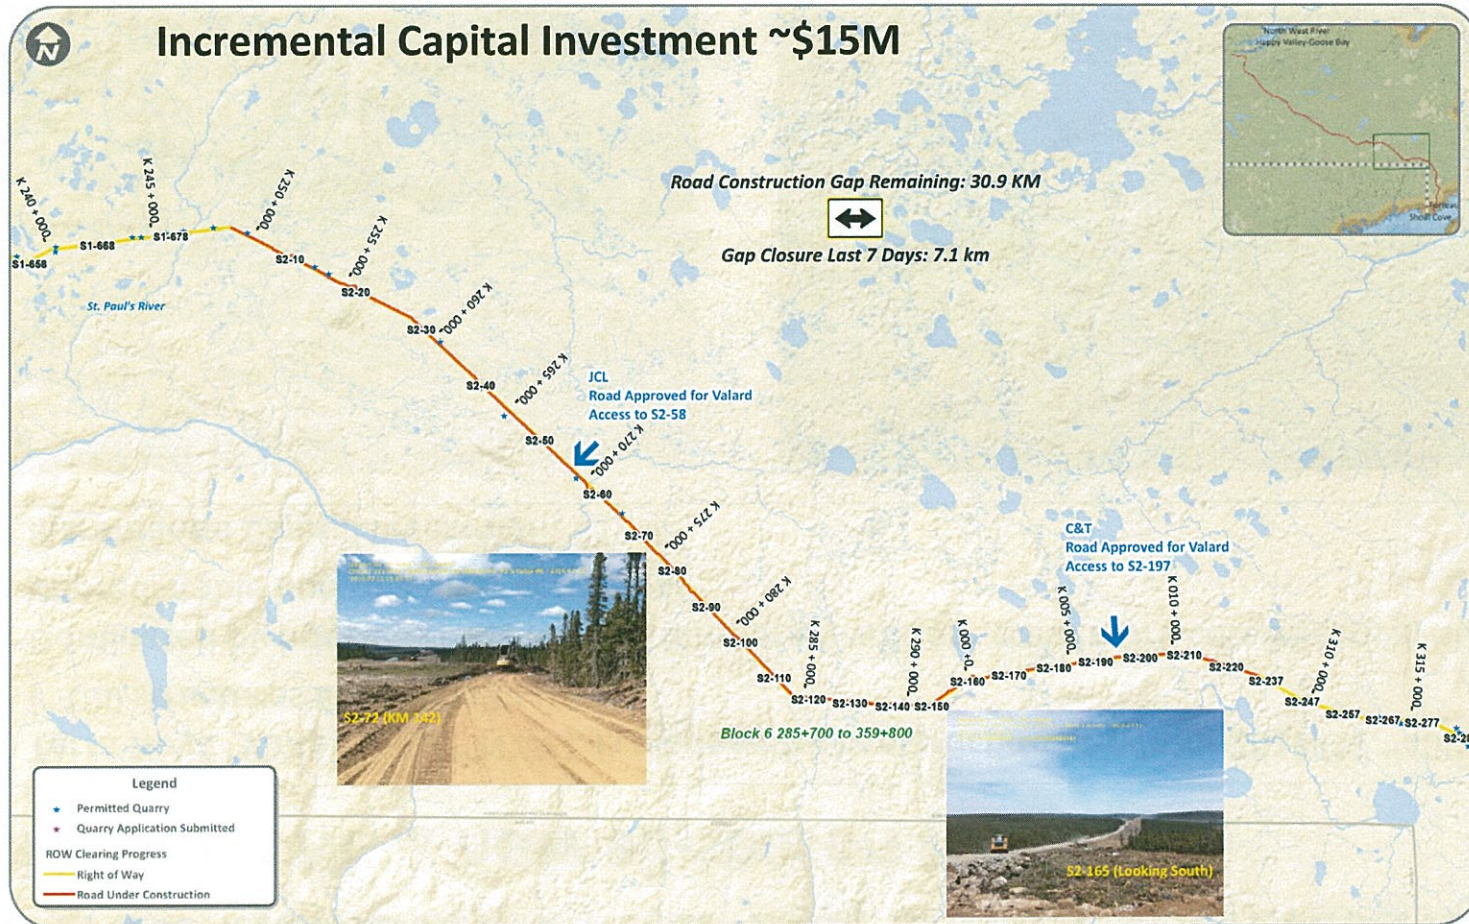 N
Incremental Capital Investment ~$15M
North West River
Happy Valley-Goose Bay
Shoal Cove
Road Construction Gap Remaining: 30.9 KM
Gap Closure Last 7 Days: 7.1 km
K 240 + 000
K 245 + 000
K 250 + 000
K 255 + 000
K 260 + 000
K 265 + 000
K 270 + 000
K 275 + 000
K 280 + 000
K 285 + 000
K 290 + 000
K 000 +0
K 005 + 000
K 010 + 000
K 310 + 000
K 315 + 000
S1-658
S1-668
S1-678
S2-10
S2-20
S2-30
S2-40
S2-50
S2-60
S2-70
S2-80
S2-90
S2-100
S2-110
S2-120
S2-130
S2-140
S2-150
S2-160
S2-170
S2-180
S2-190
S2-200
S2-210
S2-220
S2-237
S2-247
S2-257
S2-267
S2-277
St. Paul's River
JCL
Road Approved for Valard
Access to S2-58
C&T
Road Approved for Valard
Access to S2-197
S2-72 (KM 342)
Block 6 285+700 to 359+800
S2-165 (Looking South)
Legend
Permitted Quarry
Quarry Application Submitted
ROW Clearing Progress
Right of Way
Road Under Construction